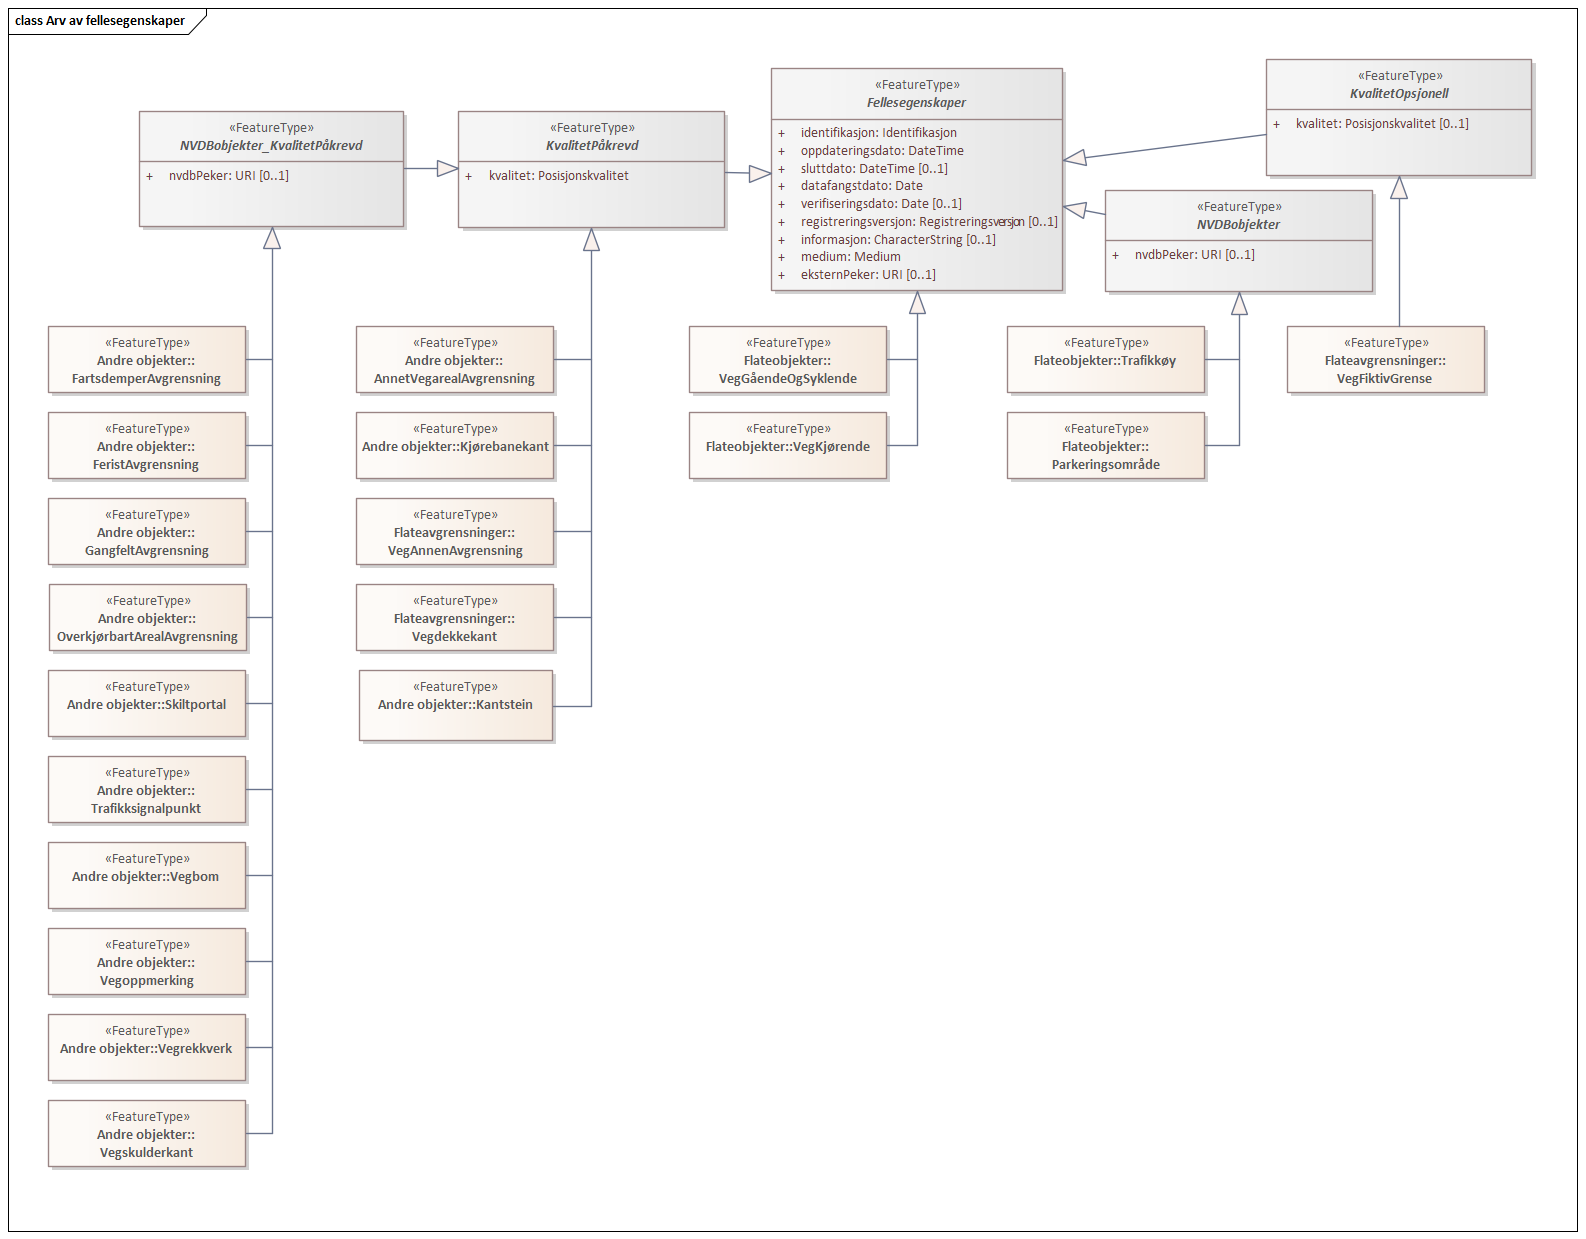 class Arv av fellesegenskaper
«FeatureType»
NVDBobjekter_KvalitetPåkrevd
+ nvdbPeker: URI [0..1]
«FeatureType»
KvalitetPåkrevd
+ kvalitet: Posisjonskvalitet
«FeatureType»
Fellesegenskaper
+ identifikasjon: Identifikasjon
+ oppdateringsdato: DateTime
+ sluttdato: DateTime [0..1]
+ datafangstdato: Date
+ verifiseringsdato: Date [0..1]
+ registreringsversjon: Registreringsversjon [0..1]
+ informasjon: CharacterString [0..1]
+ medium: Medium
+ eksternPeker: URI [0..1]
«FeatureType»
KvalitetOpsjonell
+ kvalitet: Posisjonskvalitet [0..1]
«FeatureType»
NVDBobjekter
+ nvdbPeker: URI [0..1]
«FeatureType»
Andre objekter::
FartsdemperAvgrensning
«FeatureType»
Andre objekter::
FeristAvgrensning
«FeatureType»
Andre objekter::
GangfeltAvgrensning
«FeatureType»
Andre objekter::
OverkjørbartArealAvgrensning
«FeatureType»
Andre objekter::Skiltportal
«FeatureType»
Andre objekter::
Trafikksignalpunkt
«FeatureType»
Andre objekter::Vegbom
«FeatureType»
Andre objekter::
Vegoppmerking
«FeatureType»
Andre objekter::Vegrekkverk
«FeatureType»
Andre objekter::
Vegskulderkant
«FeatureType»
Andre objekter::
AnnetVegarealAvgrensning
«FeatureType»
Andre objekter::Kjørebanekant
«FeatureType»
Flateavgrensninger::
VegAnnenAvgrensning
«FeatureType»
Flateavgrensninger::
Vegdekkekant
«FeatureType»
Andre objekter::Kantstein
«FeatureType»
Flateobjekter::
VegGåendeOgSyklende
«FeatureType»
Flateobjekter::VegKjørende
«FeatureType»
Flateobjekter::Trafikkøy
«FeatureType»
Flateobjekter::
Parkeringsområde
«FeatureType»
Flateavgrensninger::
VegFiktivGrense